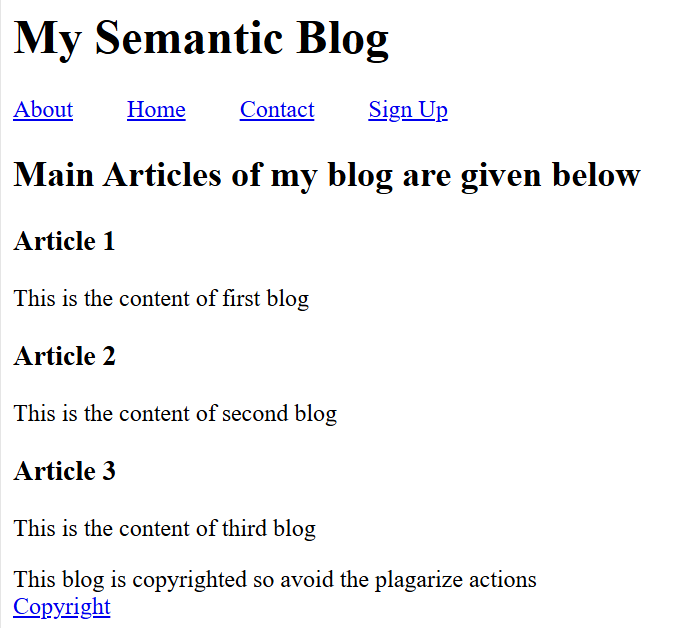 My Semantic Blog
About Home Contact Sign Up
Main Articles of my blog are given below
Article 1
This is the content of first blog
Article 2
This is the content of second blog
Article 3
This is the content of third blog
This blog is copyrighted so avoid the plagarize actions
Copyright